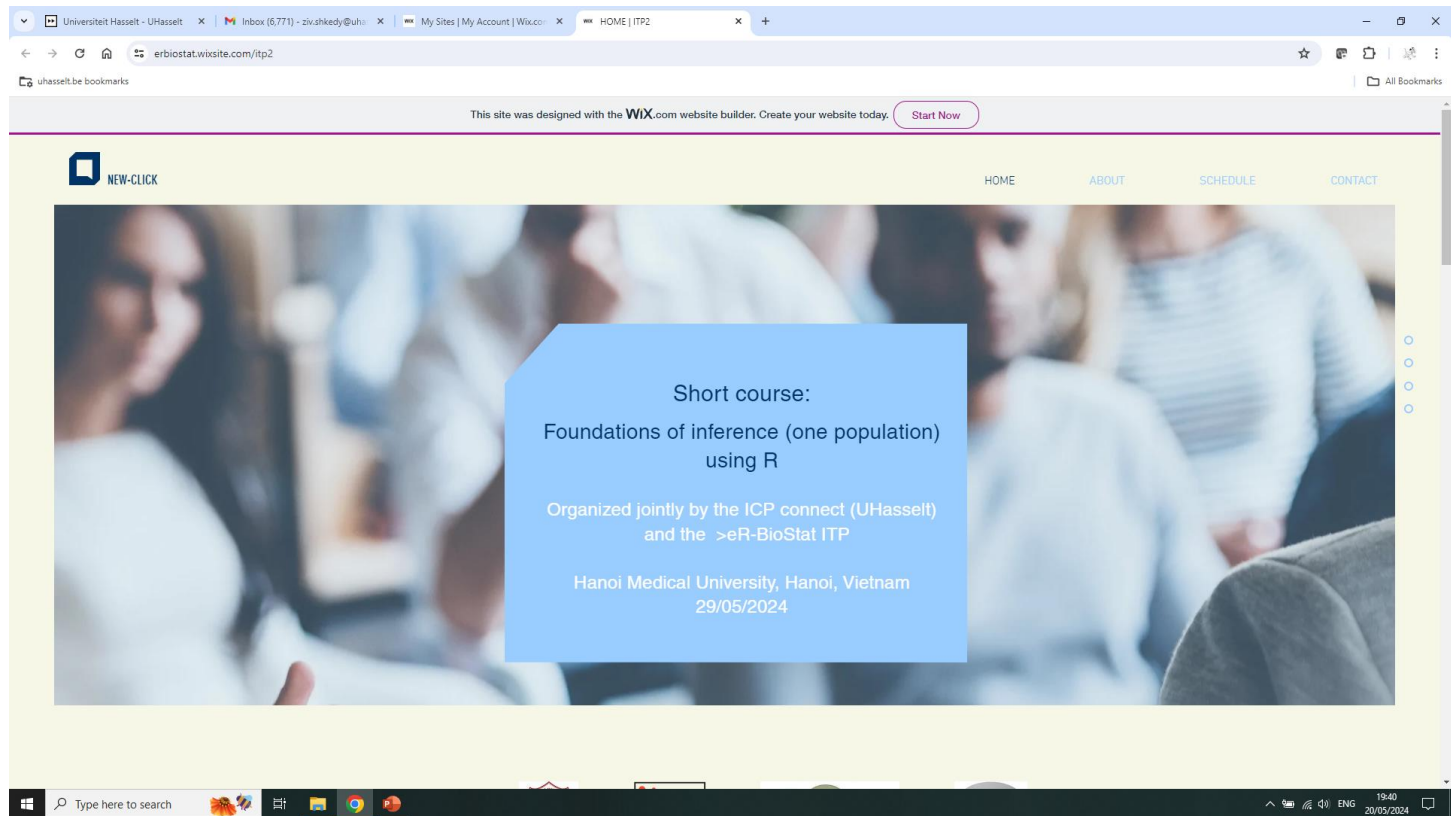 Universiteit Hasselt - UHasselt
Inbox (6,771) - ziv.shkedy@uha
My Sites | My Account | Wix.co
HOME | ITP2
erbiostat.wixsite.com/itp2
uhasselt.be bookmarks
All Bookmarks
This site was designed with the WiX.com website builder. Create your website today. Start Now
NEW-CLICK
HOME ABOUT SCHEDULE CONTACT
Short course:
Foundations of inference (one population)
using R
Organized jointly by the ICP connect (UHasselt)
and the >eR-BioStat ITP
Hanoi Medical University, Hanoi, Vietnam
29/05/2024
Type here to search
ENG
19:40
20/05/2024